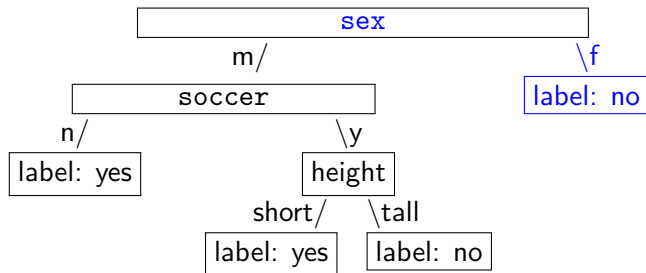 sex
m/ \f
soccer label: no
n/ \y
label: yes height
short/ \tall
label: yes label: no